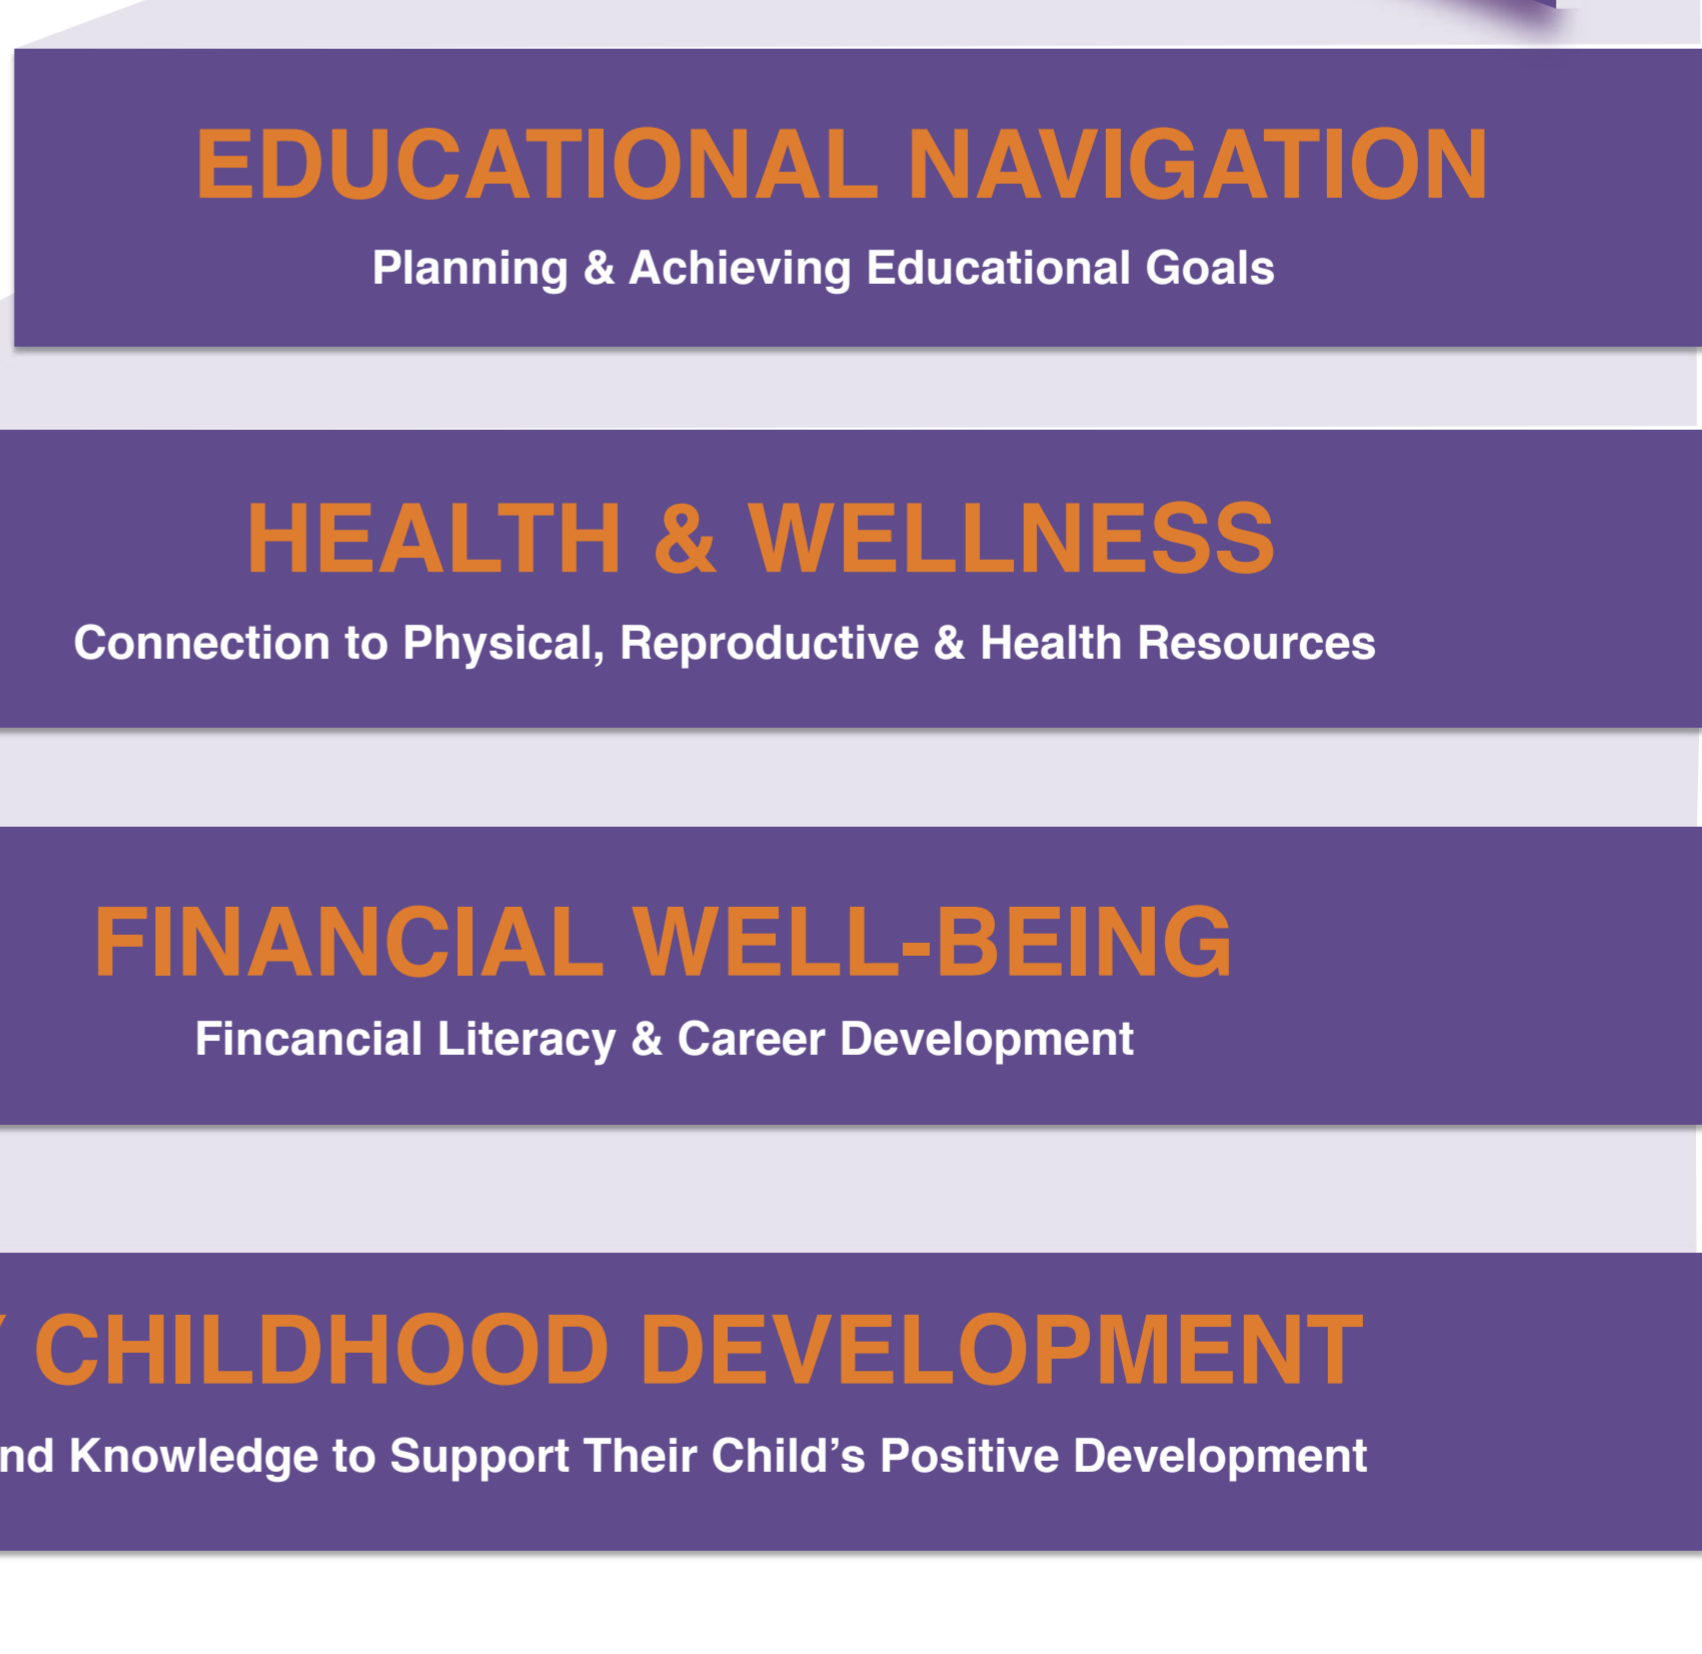 EDUCATIONAL NAVIGATION
Planning & Achieving Educational Goals
HEALTH & WELLNESS
Connection to Physical, Reproductive & Health Resources
FINANCIAL WELL-BEING
Fincancial Literacy & Career Development
CHILDHOOD DEVELOPMENT
Knowledge to Support Their Child’s Positive Development